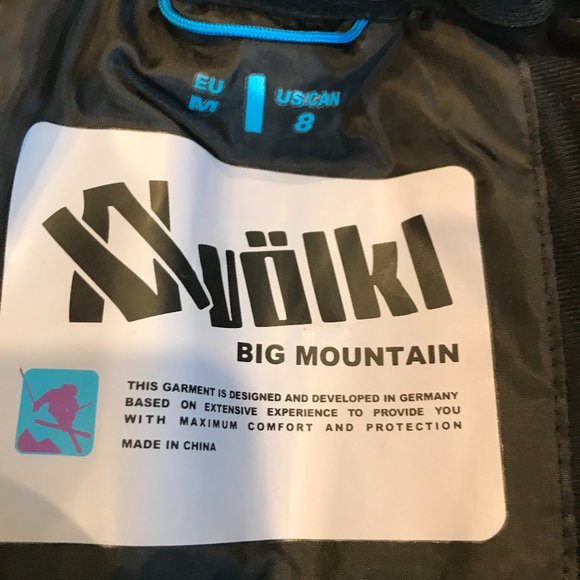 EU US/CAN
M 8
völkl
BIG MOUNTAIN
THIS GARMENT IS DESIGNED AND DEVELOPED IN GERMANY
BASED ON EXTENSIVE EXPERIENCE TO PROVIDE YOU
WITH MAXIMUM COMFORT AND PROTECTION
MADE IN CHINA